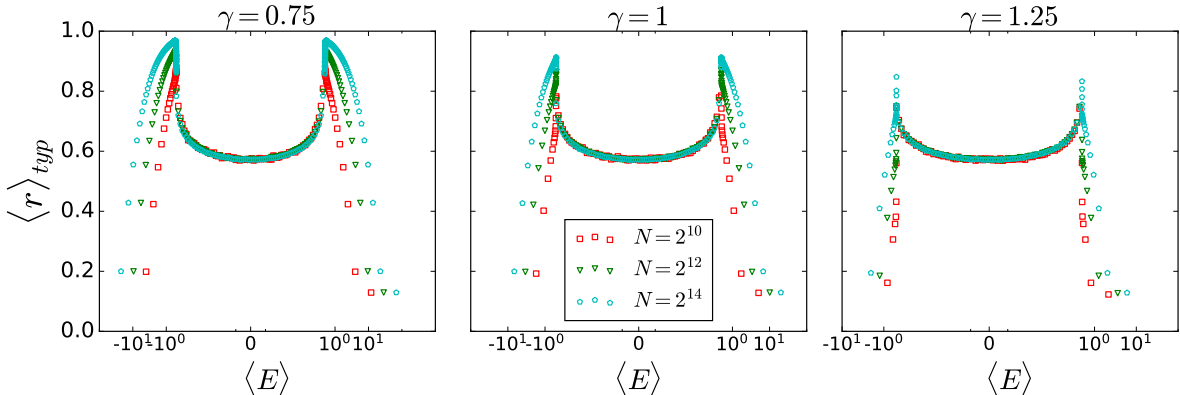 γ = 0.75
γ = 1
γ = 1.25
⟨r⟩typ
1.0
0.8
0.6
0.4
0.2
0.0
-10¹ -10⁰ 0 10⁰ 10¹
-10¹ -10⁰ 0 10⁰ 10¹
-10¹ -10⁰ 0 10⁰ 10¹
N = 2¹⁰
N = 2¹²
N = 2¹⁴
⟨E⟩
⟨E⟩
⟨E⟩